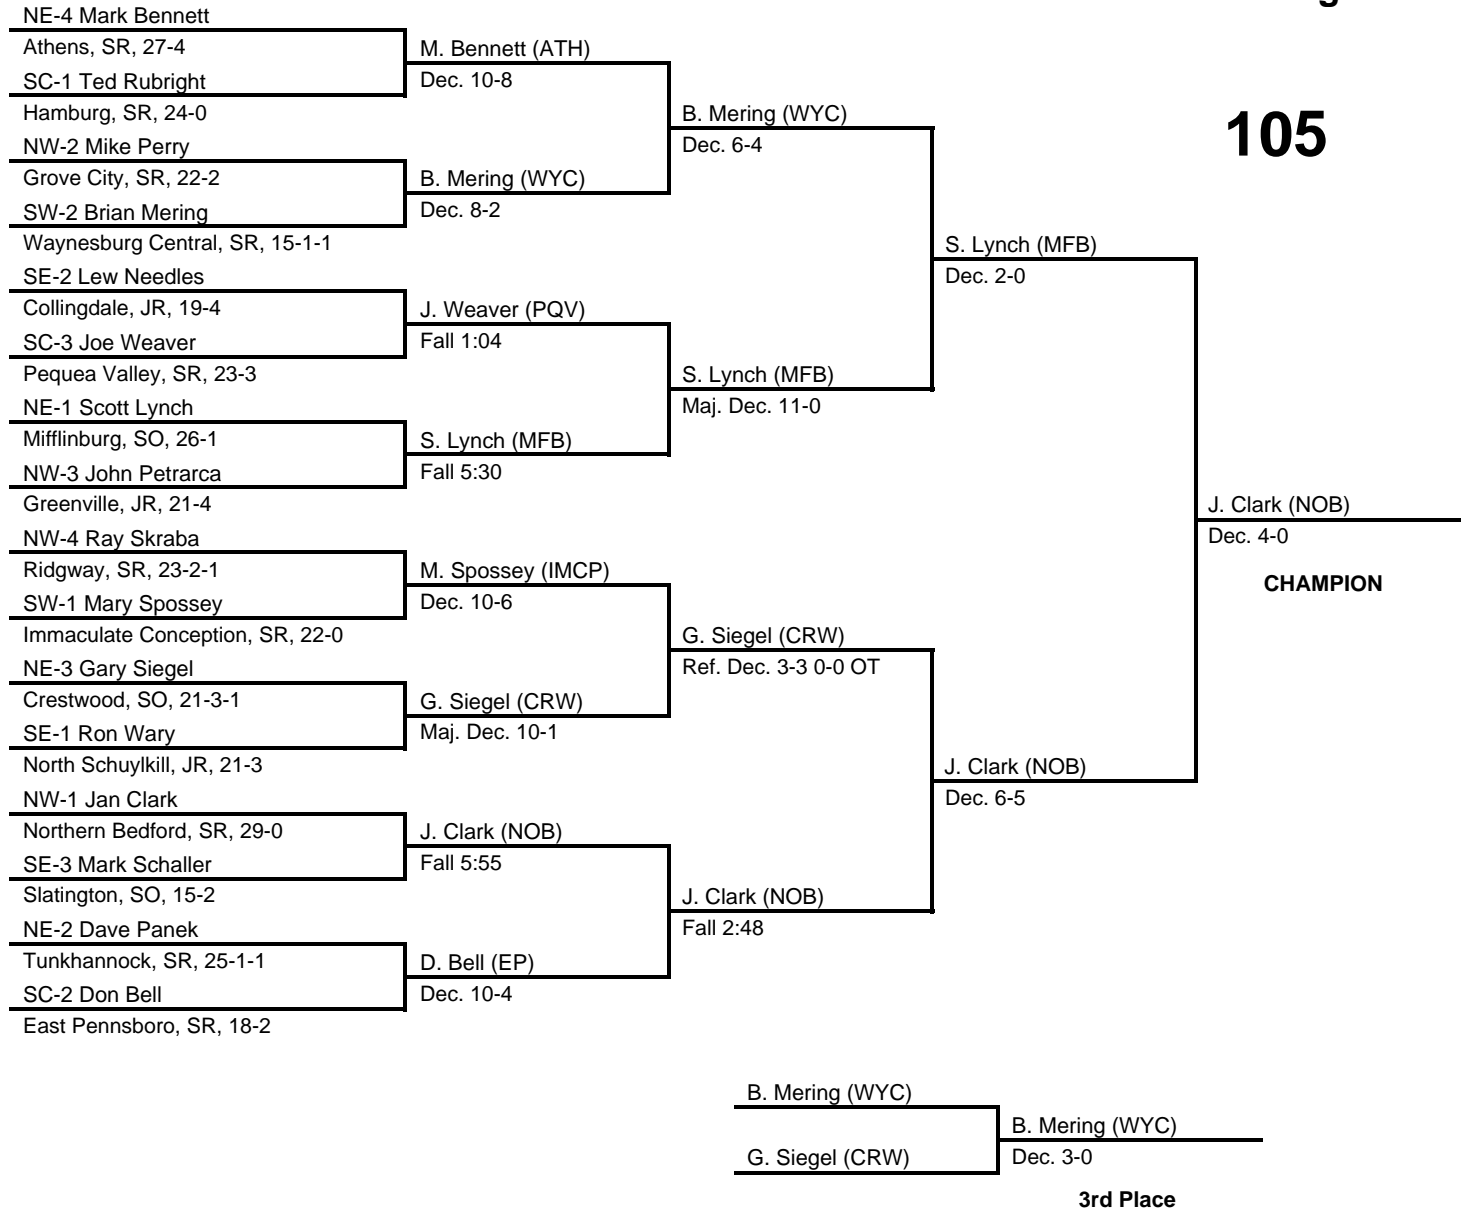 NE-4 Mark Bennett
Athens, SR, 27-4
SC-1 Ted Rubright
Hamburg, SR, 24-0
NW-2 Mike Perry
Grove City, SR, 22-2
SW-2 Brian Mering
Waynesburg Central, SR, 15-1-1
SE-2 Lew Needles
Collingdale, JR, 19-4
SC-3 Joe Weaver
Pequea Valley, SR, 23-3
NE-1 Scott Lynch
Mifflinburg, SO, 26-1
NW-3 John Petrarca
Greenville, JR, 21-4
NW-4 Ray Skraba
Ridgway, SR, 23-2-1
SW-1 Mary Spossey
Immaculate Conception, SR, 22-0
NE-3 Gary Siegel
Crestwood, SO, 21-3-1
SE-1 Ron Wary
North Schuylkill, JR, 21-3
NW-1 Jan Clark
Northern Bedford, SR, 29-0
SE-3 Mark Schaller
Slatington, SO, 15-2
NE-2 Dave Panek
Tunkhannock, SR, 25-1-1
SC-2 Don Bell
East Pennsboro, SR, 18-2
M. Bennett (ATH)
Dec. 10-8
B. Mering (WYC)
Dec. 8-2
J. Weaver (PQV)
Fall 1:04
S. Lynch (MFB)
Fall 5:30
M. Spossey (IMCP)
Dec. 10-6
G. Siegel (CRW)
Maj. Dec. 10-1
J. Clark (NOB)
Fall 5:55
D. Bell (EP)
Dec. 10-4
B. Mering (WYC)
Dec. 6-4
S. Lynch (MFB)
Maj. Dec. 11-0
G. Siegel (CRW)
Ref. Dec. 3-3 0-0 OT
J. Clark (NOB)
Fall 2:48
S. Lynch (MFB)
Dec. 2-0
J. Clark (NOB)
Dec. 6-5
105
J. Clark (NOB)
Dec. 4-0
CHAMPION
B. Mering (WYC)
G. Siegel (CRW)
B. Mering (WYC)
Dec. 3-0
3rd Place